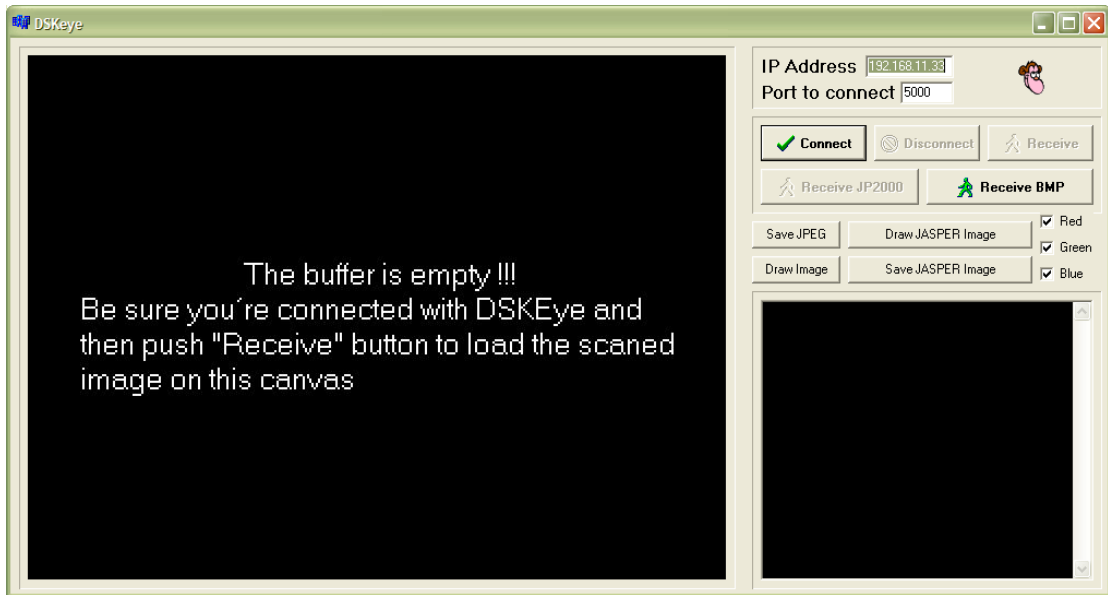 DSKeye
The buffer is empty !!!
Be sure you´re connected with DSKEye and
then push "Receive" button to load the scaned
image on this canvas
IP Address 192.168.11.33
Port to connect 5000
Connect Disconnect Receive
Receive JP2000 Receive BMP
Save JPEG Draw JASPER Image Red
Green
Draw Image Save JASPER Image Blue